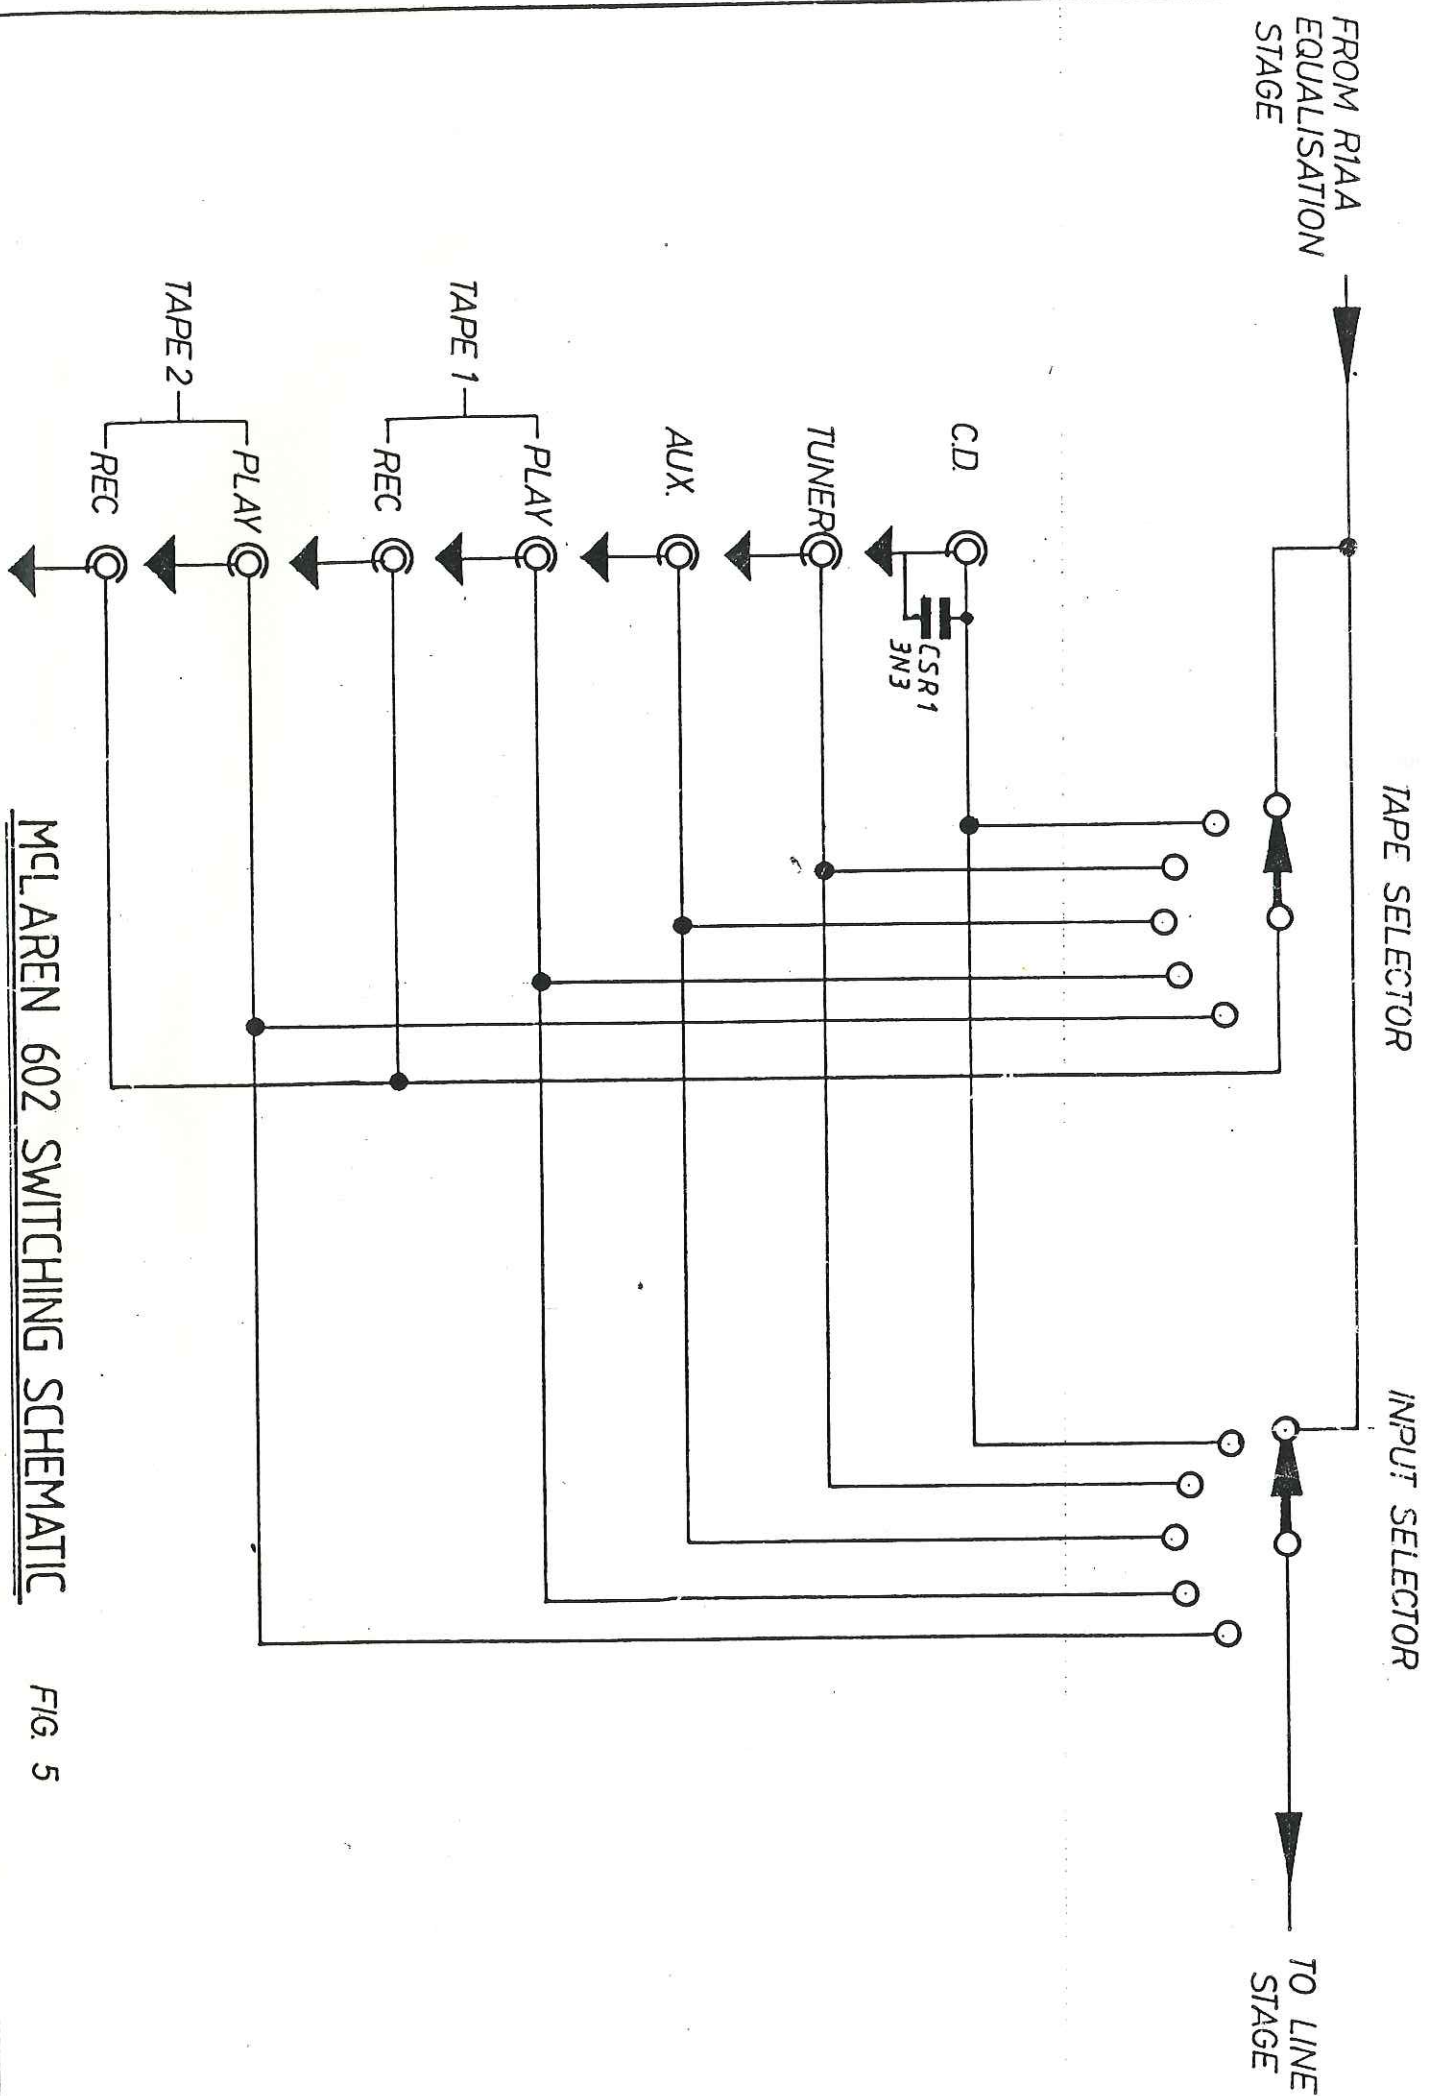 TAPE SELECTOR
INPUT SELECTOR
FROM R1AA
EQUALISATION
STAGE
TO LINE
STAGE
C.D.
CSR1
3N3
TUNER
AUX.
TAPE 1
PLAY
REC
TAPE 2
PLAY
REC
MCLAREN 602 SWITCHING SCHEMATIC
FIG. 5